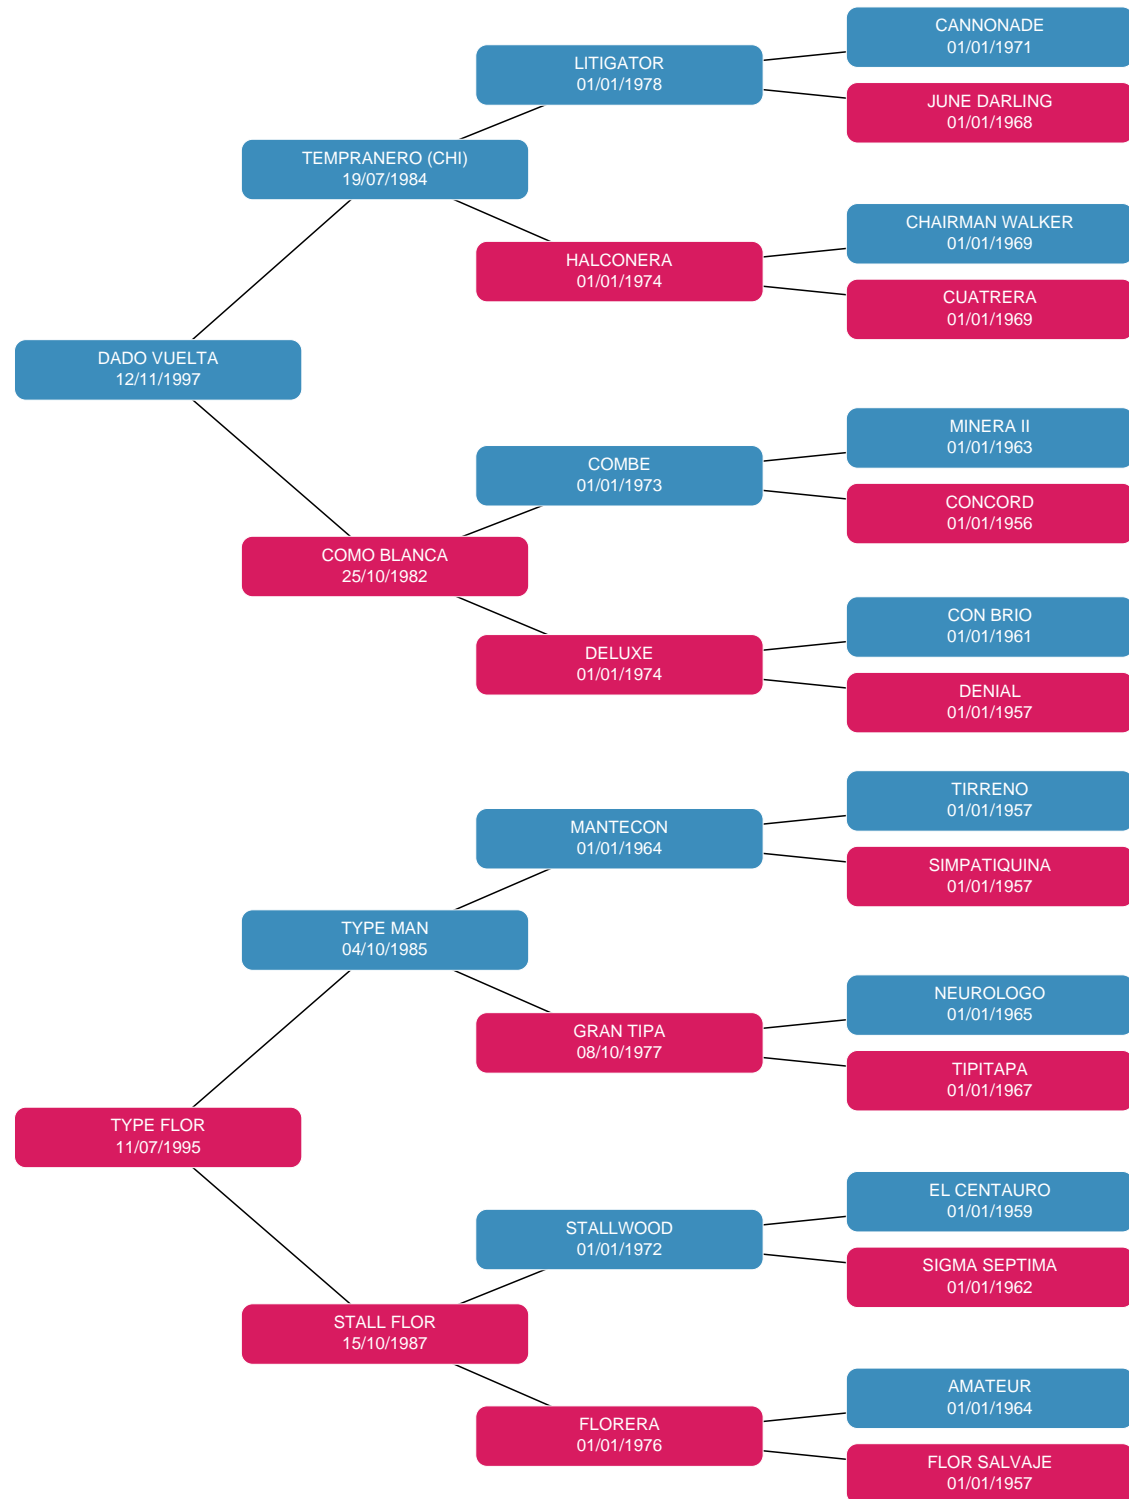 CANNONADE
01/01/1971
LITIGATOR
01/01/1978
JUNE DARLING
01/01/1968
TEMPRANERO (CHI)
19/07/1984
CHAIRMAN WALKER
01/01/1969
HALCONERA
01/01/1974
CUATRERA
01/01/1969
DADO VUELTA
12/11/1997
MINERA II
01/01/1963
COMBE
01/01/1973
CONCORD
01/01/1956
COMO BLANCA
25/10/1982
CON BRIO
01/01/1961
DELUXE
01/01/1974
DENIAL
01/01/1957
TIRRENO
01/01/1957
MANTECON
01/01/1964
SIMPATIQUINA
01/01/1957
TYPE MAN
04/10/1985
NEUROLOGO
01/01/1965
GRAN TIPA
08/10/1977
TIPITAPA
01/01/1967
TYPE FLOR
11/07/1995
EL CENTAURO
01/01/1959
STALLWOOD
01/01/1972
SIGMA SEPTIMA
01/01/1962
STALL FLOR
15/10/1987
AMATEUR
01/01/1964
FLORERA
01/01/1976
FLOR SALVAJE
01/01/1957